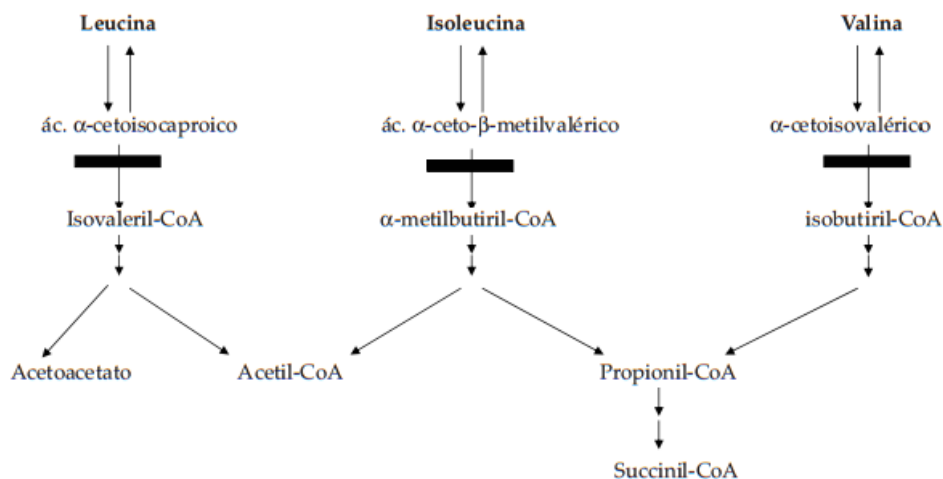 Leucina
Isoleucina
Valina
ác. α-cetoisocaproico
ác. α-ceto-β-metilvalérico
α-cetoisovalérico
Isovaleril-CoA
α-metilbutiril-CoA
isobutiril-CoA
Acetoacetato
Acetil-CoA
Propionil-CoA
Succinil-CoA